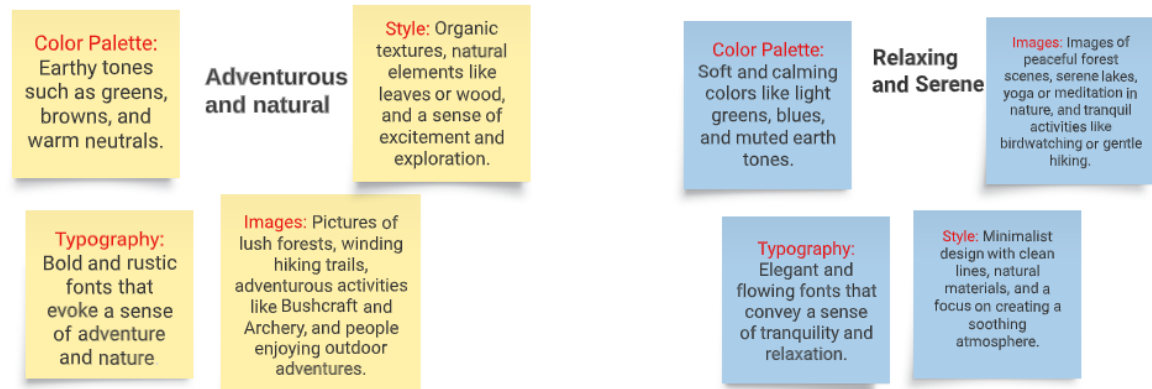 Color Palette:
Earthy tones
such as greens,
browns, and
warm neutrals.
Adventurous
and natural
Style: Organic
textures, natural
elements like
leaves or wood,
and a sense of
excitement and
exploration.
Typography:
Bold and rustic
fonts that
evoke a sense
of adventure
and nature
Images: Pictures of
lush forests, winding
hiking trails,
adventurous activities
like Bushcraft and
Archery, and people
enjoying outdoor
adventures.
Color Palette:
Soft and calming
colors like light
greens, blues,
and muted earth
tones.
Relaxing
and Serene
Images: Images of
peaceful forest
scenes, serene lakes,
yoga or meditation in
nature, and tranquil
activities like
birdwatching or gentle
hiking.
Typography:
Elegant and
flowing fonts that
convey a sense
of tranquility and
relaxation.
Style: Minimalist
design with clean
lines, natural
materials, and a
focus on creating a
soothing
atmosphere.